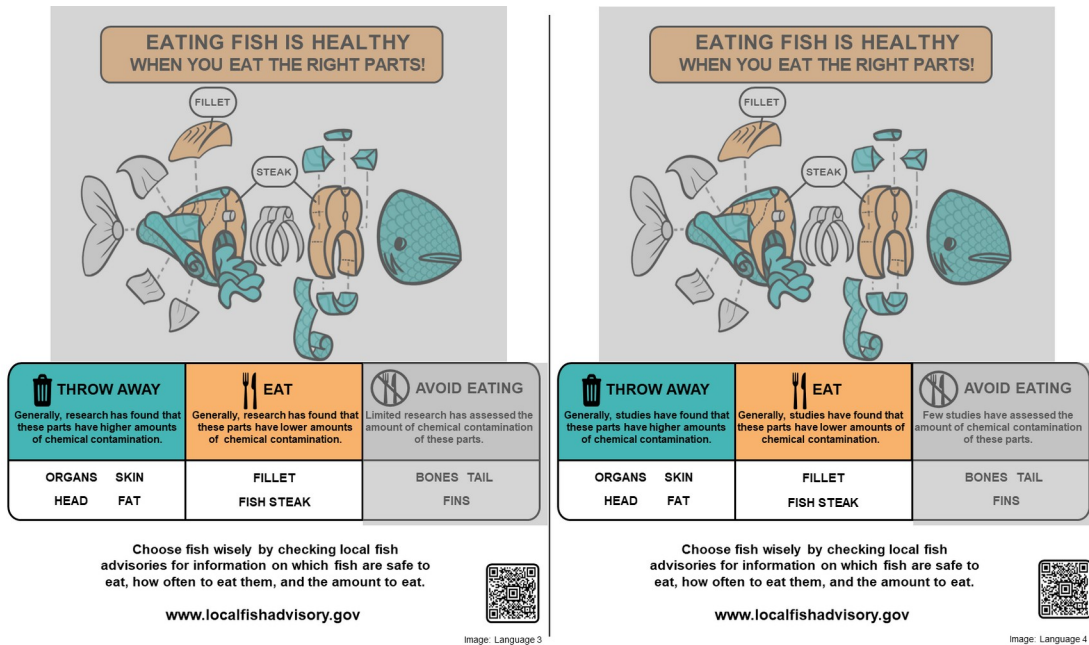 EATING FISH IS HEALTHY
WHEN YOU EAT THE RIGHT PARTS!
FILLET
STEAK
THROW AWAY
Generally, research has found that
these parts have higher amounts
of chemical contamination.
EAT
Generally, research has found that
these parts have lower amounts
of chemical contamination.
AVOID EATING
Limited research has assessed the
amount of chemical contamination
of these parts.
ORGANS SKIN
HEAD FAT
FILLET
FISH STEAK
BONES TAIL
FINS
Choose fish wisely by checking local fish
advisories for information on which fish are safe to
eat, how often to eat them, and the amount to eat.
www.localfishadvisory.gov
Image: Language 3
EATING FISH IS HEALTHY
WHEN YOU EAT THE RIGHT PARTS!
FILLET
STEAK
THROW AWAY
Generally, studies have found that
these parts have higher amounts
of chemical contamination.
EAT
Generally, studies have found that
these parts have lower amounts of
chemical contamination.
AVOID EATING
Few studies have assessed the
amount of chemical contamination
of these parts.
ORGANS SKIN
HEAD FAT
FILLET
FISH STEAK
BONES TAIL
FINS
Choose fish wisely by checking local fish
advisories for information on which fish are safe to
eat, how often to eat them, and the amount to eat.
www.localfishadvisory.gov
Image: Language 4